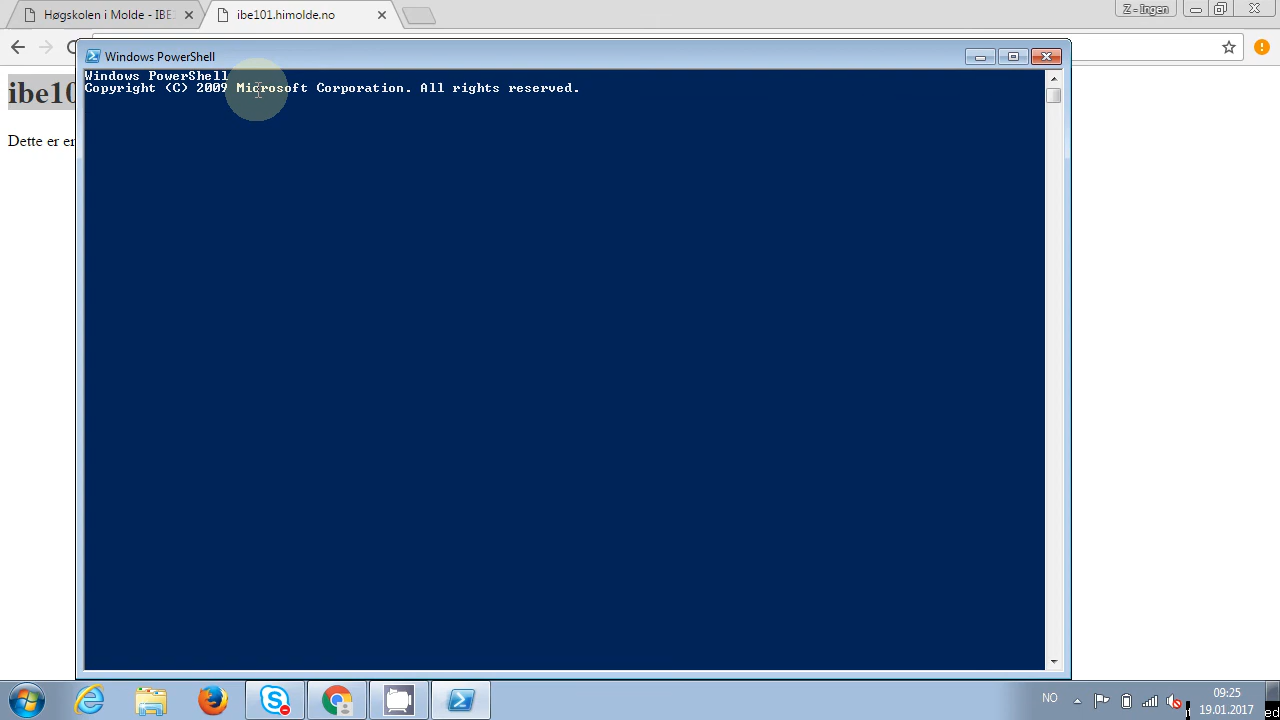 Høgskolen i Molde - IBE
ibe101.himolde.no
Z - Ingen
Windows PowerShell
Windows PowerShell
Copyright (C) 2009 Microsoft Corporation. All rights reserved.
ibe10
Dette er er
NO
09:25
19.01.2017